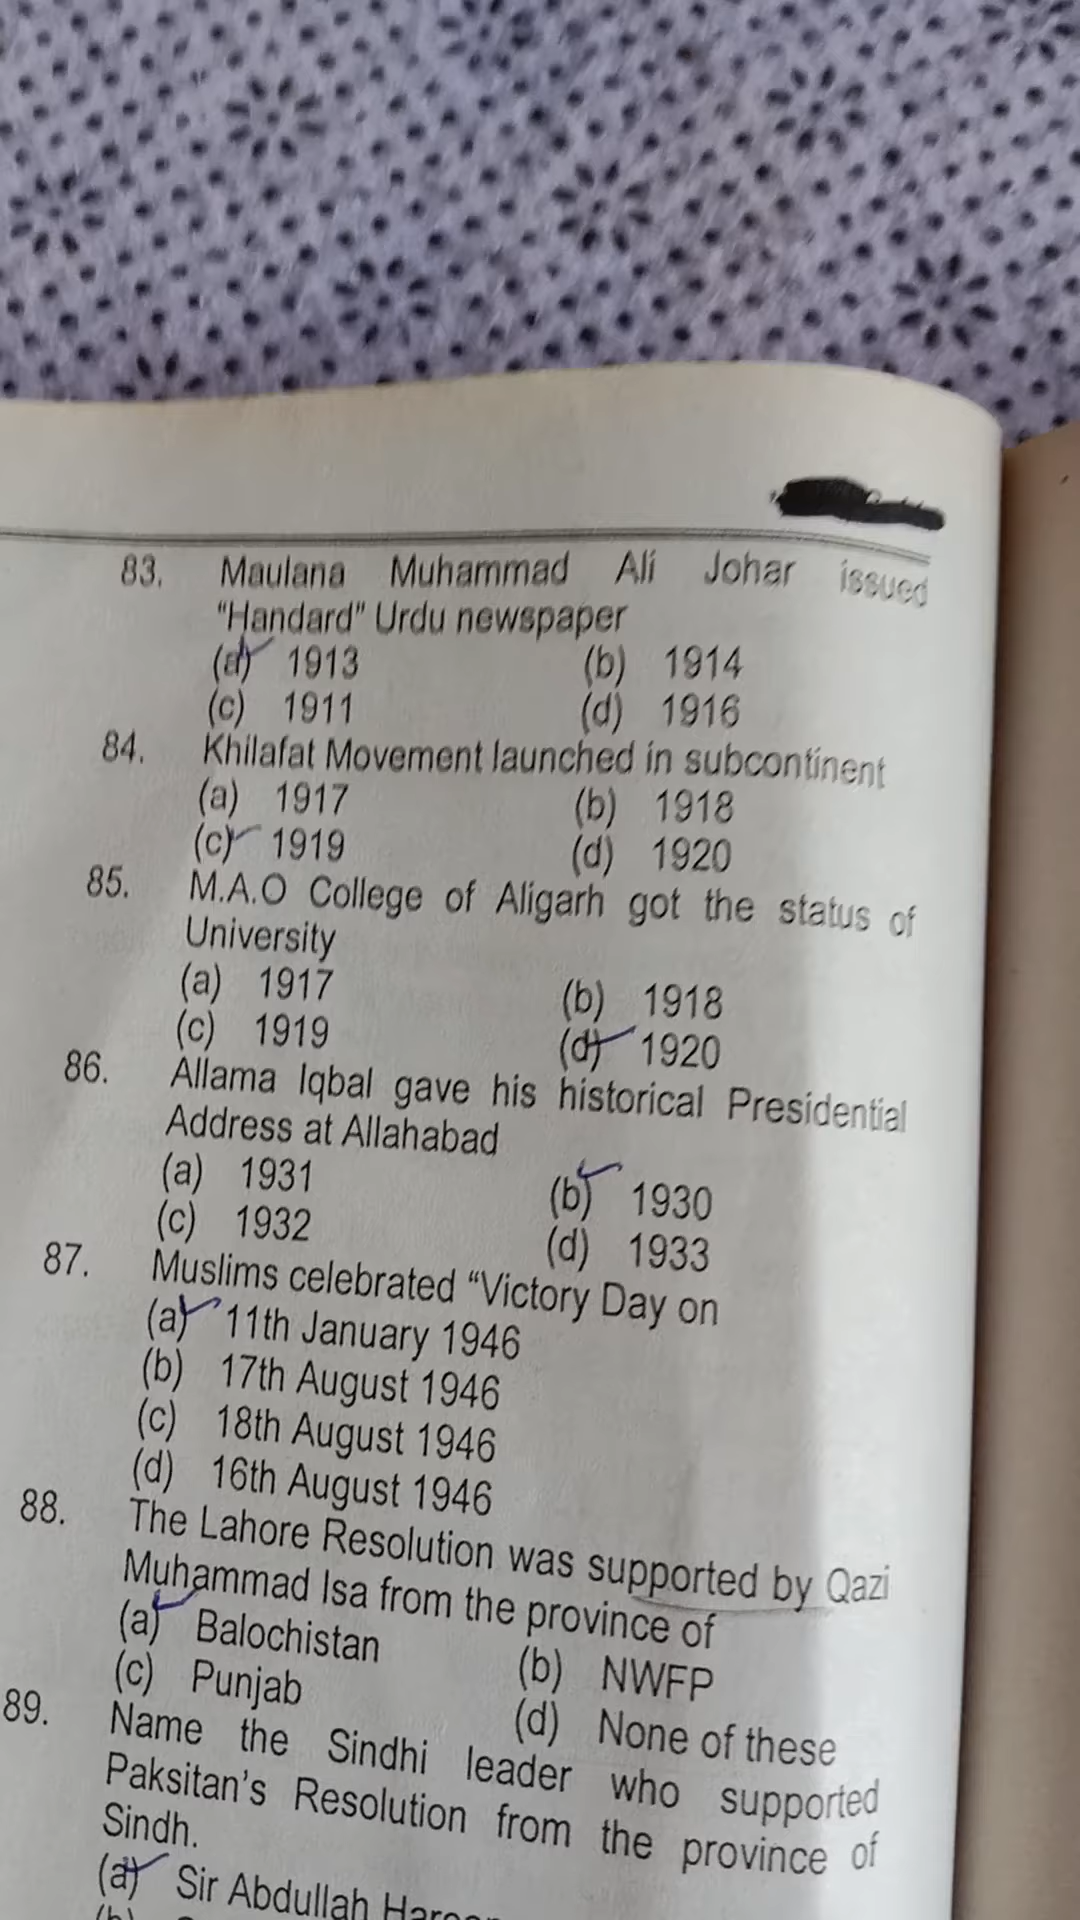 83. Maulana Muhammad Ali Johar issued
"Handard" Urdu newspaper
(a) 1913 (b) 1914
(c) 1911 (d) 1916
84. Khilafat Movement launched in subcontinent
(a) 1917 (b) 1918
(c) 1919 (d) 1920
85. M.A.O College of Aligarh got the status of
University
(a) 1917 (b) 1918
(c) 1919 (d) 1920
86. Allama Iqbal gave his historical Presidential
Address at Allahabad
(a) 1931 (b) 1930
(c) 1932 (d) 1933
87. Muslims celebrated "Victory Day on
(a) 11th January 1946
(b) 17th August 1946
(c) 18th August 1946
(d) 16th August 1946
88. The Lahore Resolution was supported by Qazi
Muhammad Isa from the province of
(a) Balochistan (b) NWFP
(c) Punjab (d) None of these
89. Name the Sindhi leader who supported
Paksitan's Resolution from the province of
Sindh.
(a) Sir Abdullah
(b)